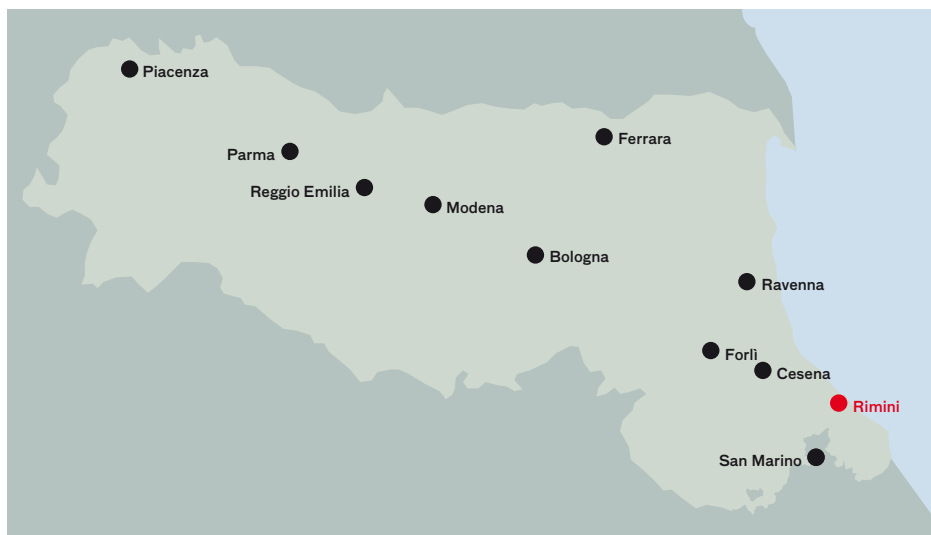 Piacenza
Ferrara
Parma
Reggio Emilia
Modena
Bologna
Ravenna
Forlì
Cesena
Rimini
San Marino